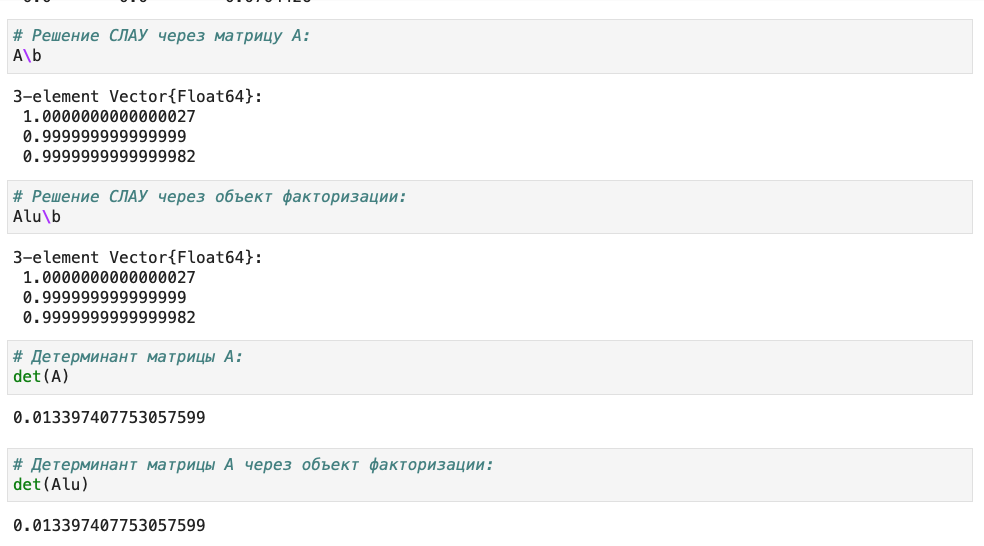 # Решение СЛАУ через матрицу A:
A\b
3-element Vector{Float64}:
1.0000000000000027
0.999999999999999
0.9999999999999982
# Решение СЛАУ через объект факторизации:
Alu\b
3-element Vector{Float64}:
1.0000000000000027
0.999999999999999
0.9999999999999982
# Детерминант матрицы A:
det(A)
0.013397407753057599
# Детерминант матрицы A через объект факторизации:
det(Alu)
0.013397407753057599